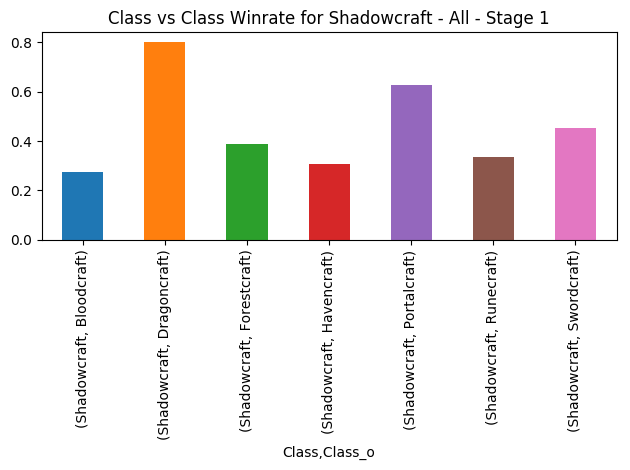 Class vs Class Winrate for Shadowcraft - All - Stage 1
0.8
0.6
0.4
0.2
0.0
(Shadowcraft, Bloodcraft)
(Shadowcraft, Dragoncraft)
(Shadowcraft, Forestcraft)
(Shadowcraft, Havencraft)
(Shadowcraft, Portalcraft)
(Shadowcraft, Runecraft)
(Shadowcraft, Swordcraft)
Class,Class_o